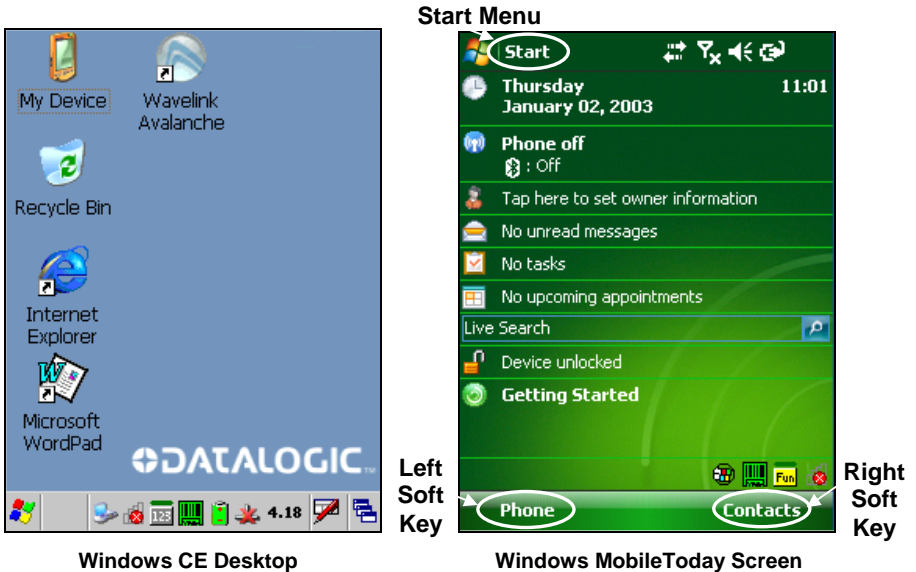 Start Menu
My Device
Wavelink
Avalanche
Recycle Bin
Internet
Explorer
W
Microsoft
WordPad
DATALOGIC™
123
4.18
Windows CE Desktop
Start
Thursday
11:01
January 02, 2003
Phone off
: Off
Tap here to set owner information
No unread messages
No tasks
No upcoming appointments
Live Search
Device unlocked
Getting Started
Fun
Left
Soft
Key
Phone
Contacts
Right
Soft
Key
Windows MobileToday Screen